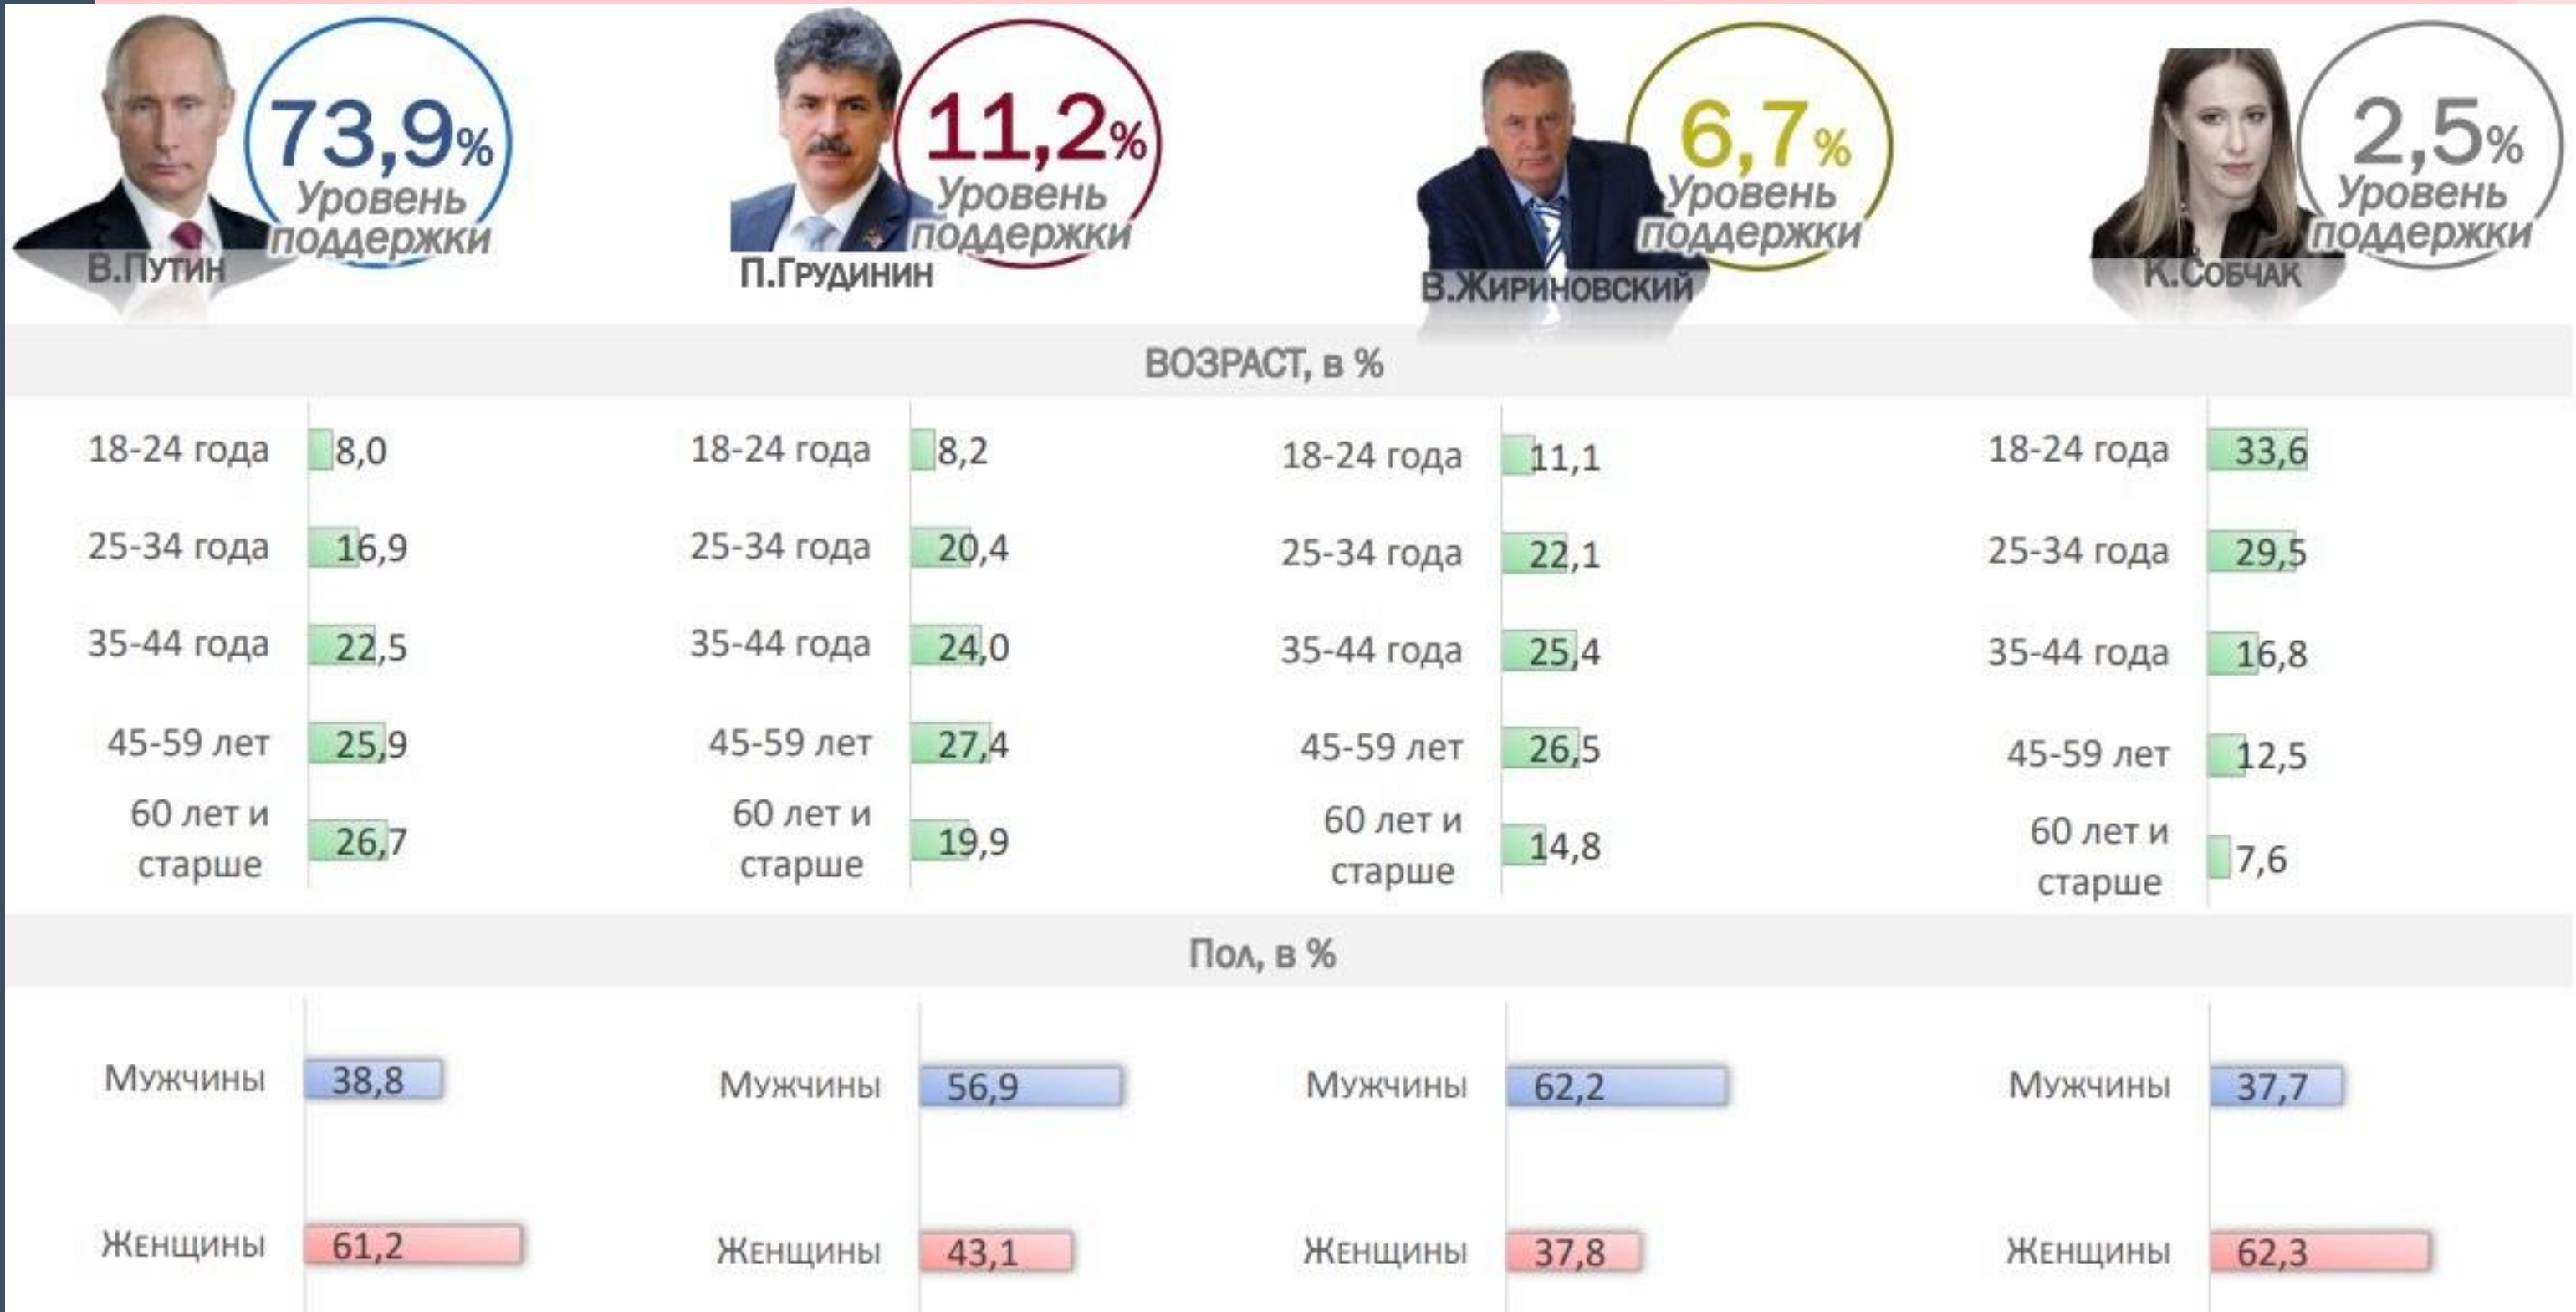 73,9%
Уровень
поддержки
В.ПУТИН
11,2%
Уровень
поддержки
П.ГРУДИНИН
6,7%
Уровень
поддержки
В.ЖИРИНОВСКИЙ
2,5%
Уровень
поддержки
К.СОБЧАК
ВОЗРАСТ, в %
18-24 года 8,0
25-34 года 16,9
35-44 года 22,5
45-59 лет 25,9
60 лет и
старше 26,7
18-24 года 8,2
25-34 года 20,4
35-44 года 24,0
45-59 лет 27,4
60 лет и
старше 19,9
18-24 года 11,1
25-34 года 22,1
35-44 года 25,4
45-59 лет 26,5
60 лет и
старше 14,8
18-24 года 33,6
25-34 года 29,5
35-44 года 16,8
45-59 лет 12,5
60 лет и
старше 7,6
Пол, в %
МУЖЧИНЫ 38,8
ЖЕНЩИНЫ 61,2
МУЖЧИНЫ 56,9
ЖЕНЩИНЫ 43,1
МУЖЧИНЫ 62,2
ЖЕНЩИНЫ 37,8
МУЖЧИНЫ 37,7
ЖЕНЩИНЫ 62,3